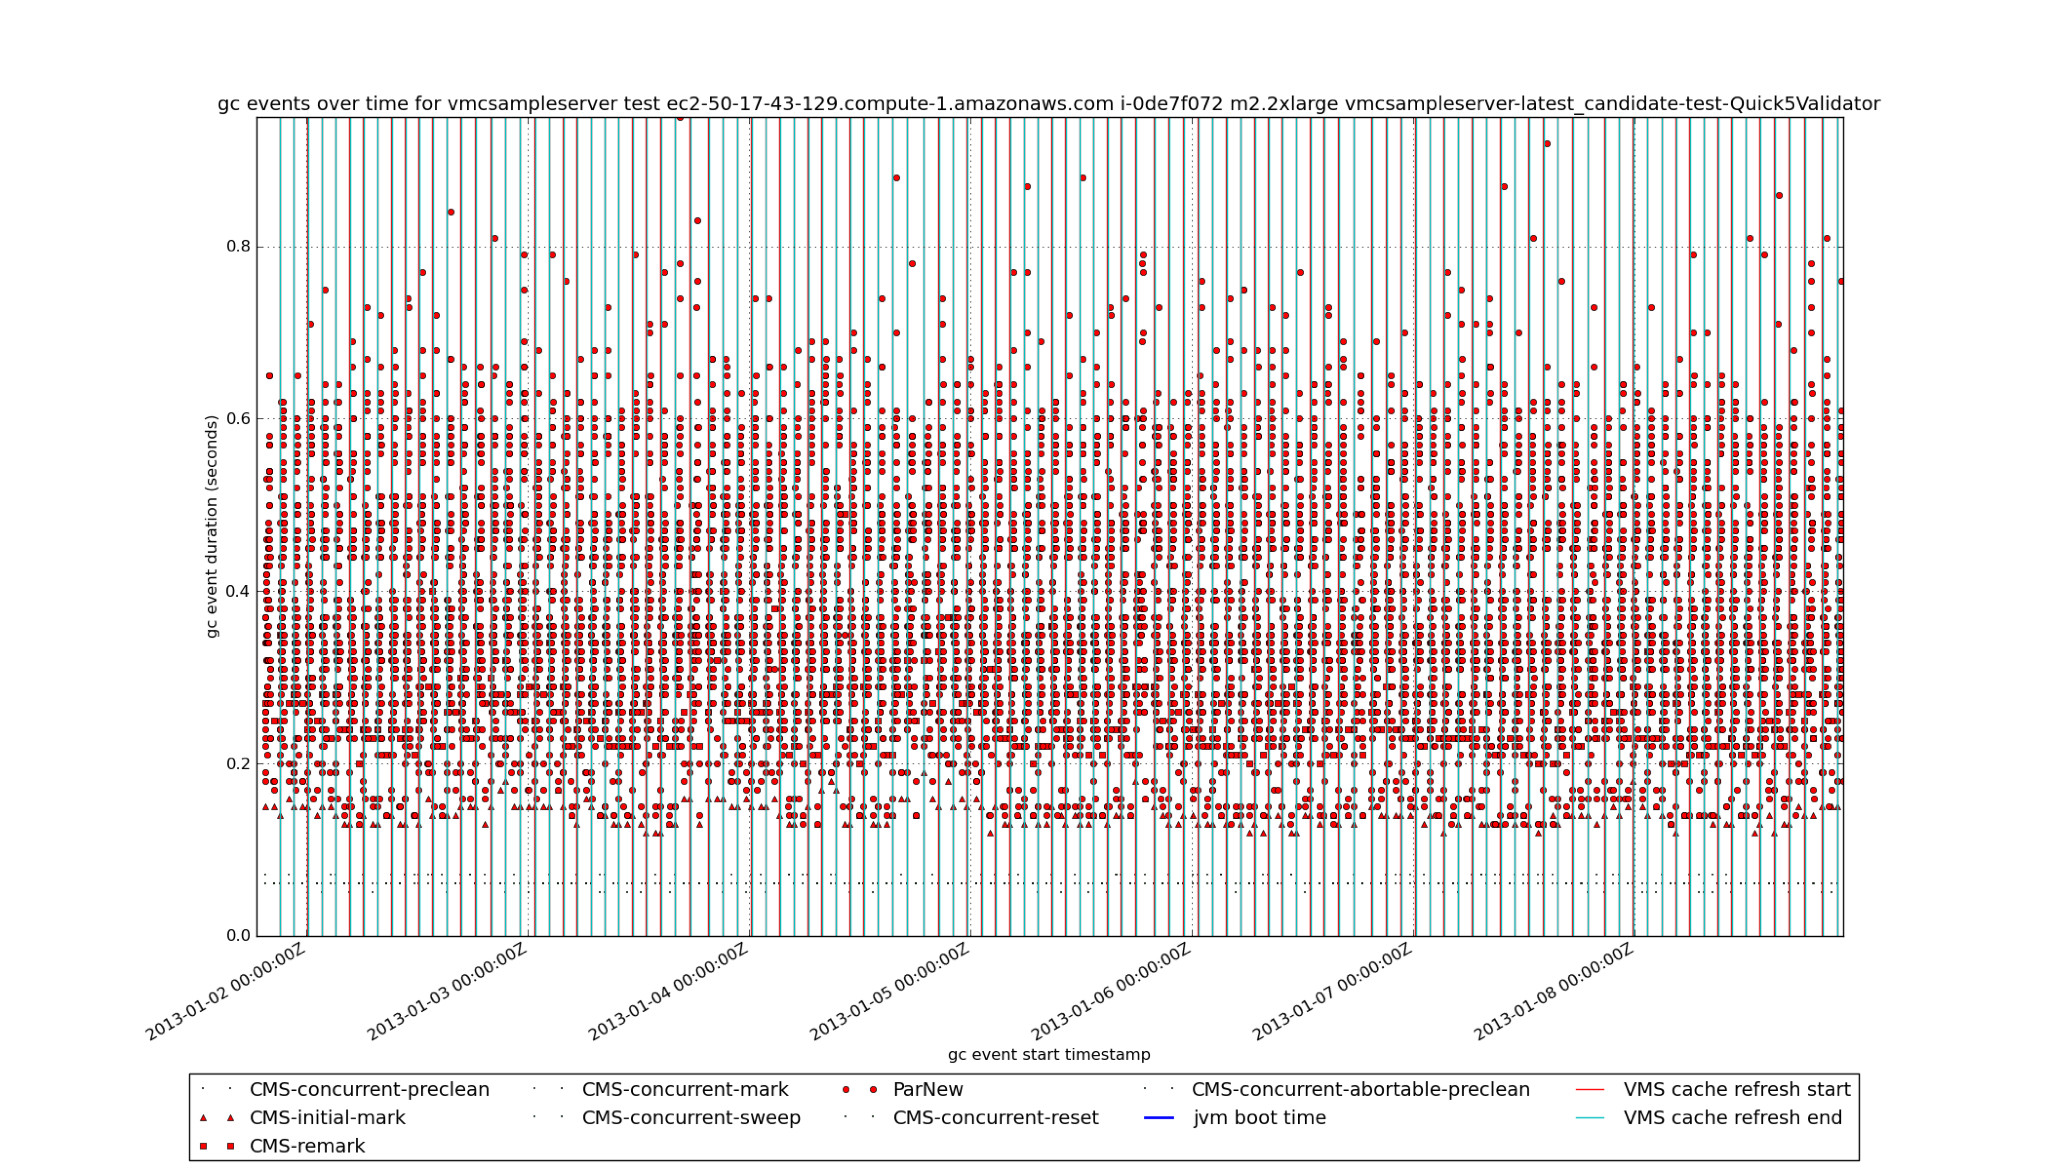 gc events over time for vmcsampleserver test ec2-50-17-43-129.compute-1.amazonaws.com i-0de7f072 m2.2xlarge vmcsampleserver-latest_candidate-test-Quick5Validator
gc event duration (seconds)
0.8
0.6
0.4
0.2
0.0
2013-01-02 00:00:00Z
2013-01-03 00:00:00Z
2013-01-04 00:00:00Z
2013-01-05 00:00:00Z
2013-01-06 00:00:00Z
2013-01-07 00:00:00Z
2013-01-08 00:00:00Z
gc event start timestamp
CMS-concurrent-preclean
CMS-initial-mark
CMS-remark
CMS-concurrent-mark
CMS-concurrent-sweep
ParNew
CMS-concurrent-reset
CMS-concurrent-abortable-preclean
jvm boot time
VMS cache refresh start
VMS cache refresh end